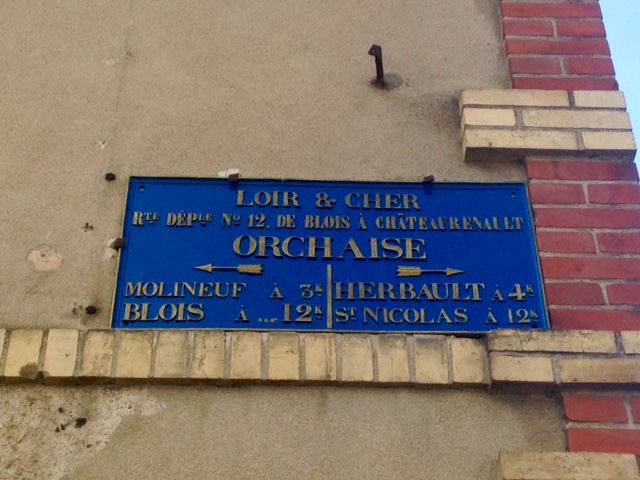 LOIR & CHER
RTE DÉPLE NO 12. DE BLOIS À CHÂTEAURENAULT
ORCHAISE
MOLINEUF À 3K HERBAULT À 4K
BLOIS À ... 12K ST NICOLAS À 12K